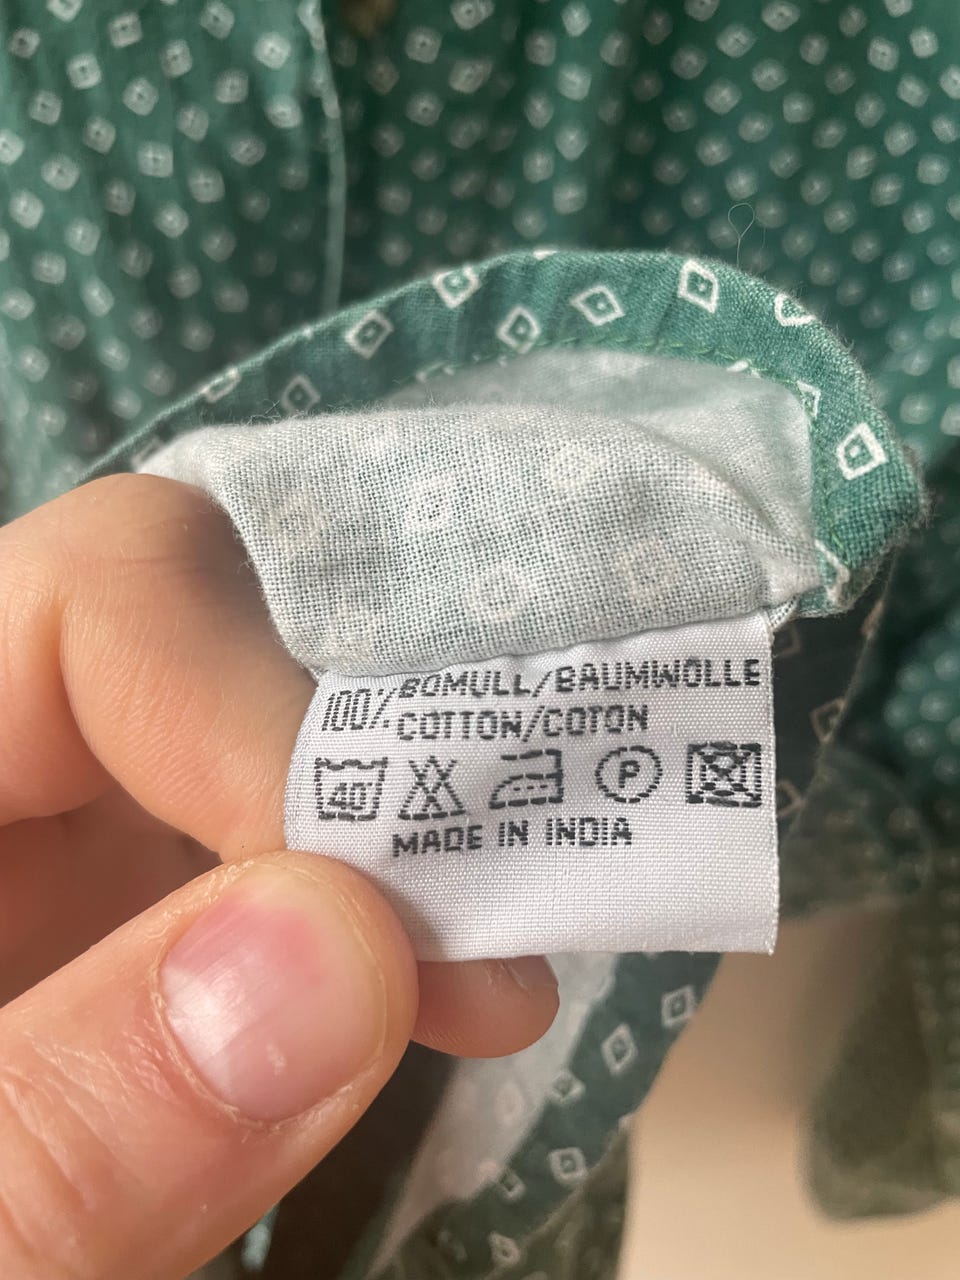 100% BOMULL/BAUMWOLLE
COTTON/COTON
40° P
MADE IN INDIA